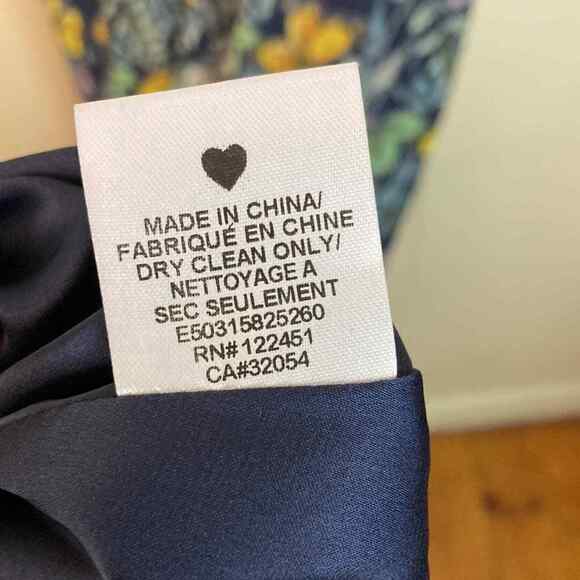 MADE IN CHINA/
FABRIQUÉ EN CHINE
DRY CLEAN ONLY/
NETTOYAGE A
SEC SEULEMENT
E50315825260
RN# 122451
CA#32054